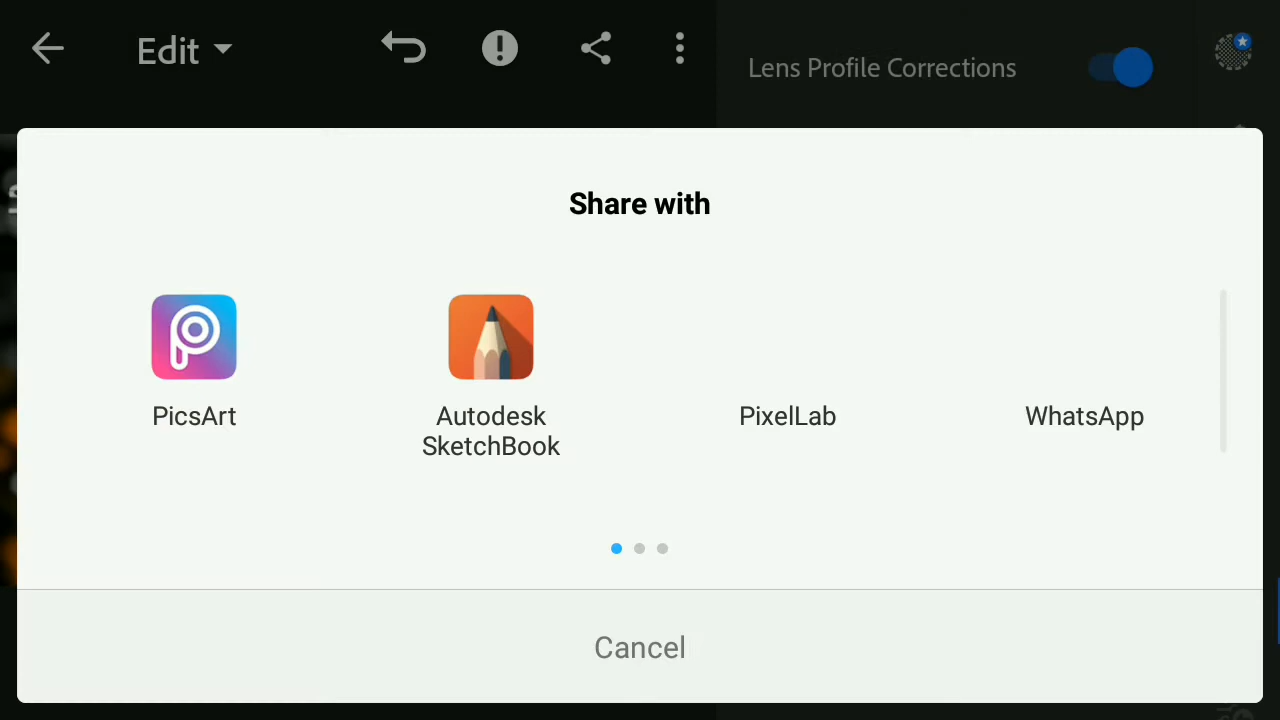 Edit
Lens Profile Corrections
Share with
PicsArt
Autodesk
SketchBook
PixelLab
WhatsApp
Cancel